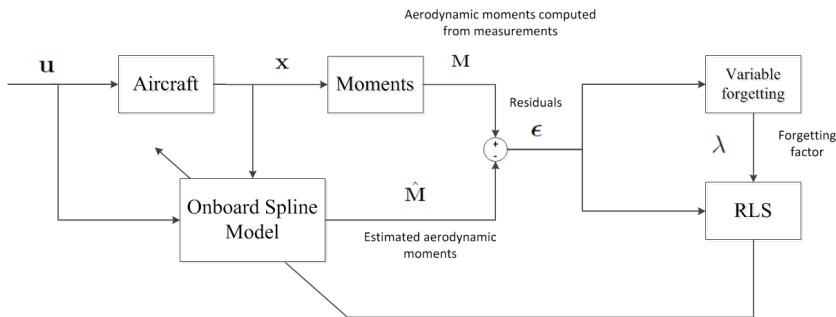 Aerodynamic moments computed
from measurements
u
Aircraft
x
Moments
M
Residuals
ϵ
+
-
Variable
forgetting
λ
Forgetting
factor
Onboard Spline
Model
M̂
Estimated aerodynamic
moments
RLS